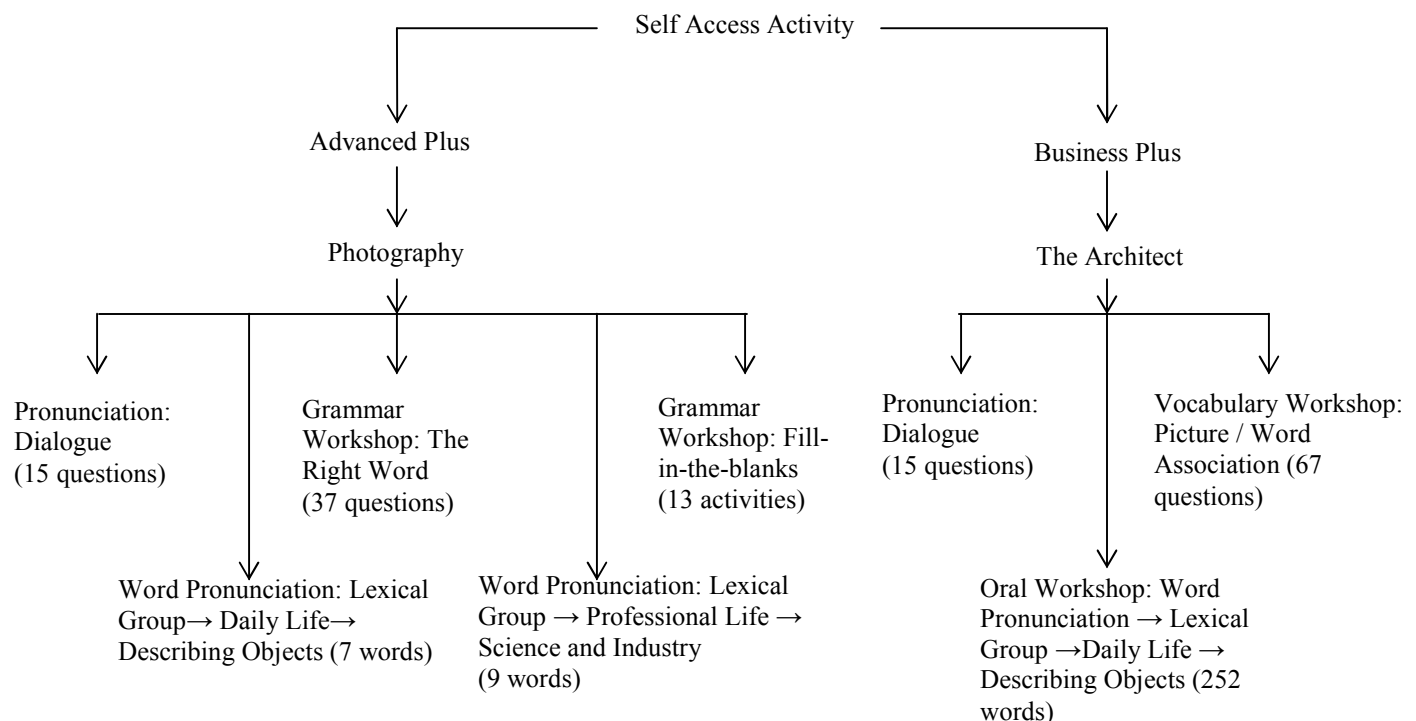 Self Access Activity
Advanced Plus
Business Plus
Photography
The Architect
Pronunciation:
Dialogue
(15 questions)
Grammar
Workshop: The
Right Word
(37 questions)
Grammar
Workshop: Fill-
in-the-blanks
(13 activities)
Pronunciation:
Dialogue
(15 questions)
Vocabulary Workshop:
Picture / Word
Association (67
questions)
Word Pronunciation: Lexical
Group→ Daily Life→
Describing Objects (7 words)
Word Pronunciation: Lexical
Group → Professional Life →
Science and Industry
(9 words)
Oral Workshop: Word
Pronunciation → Lexical
Group →Daily Life →
Describing Objects (252
words)